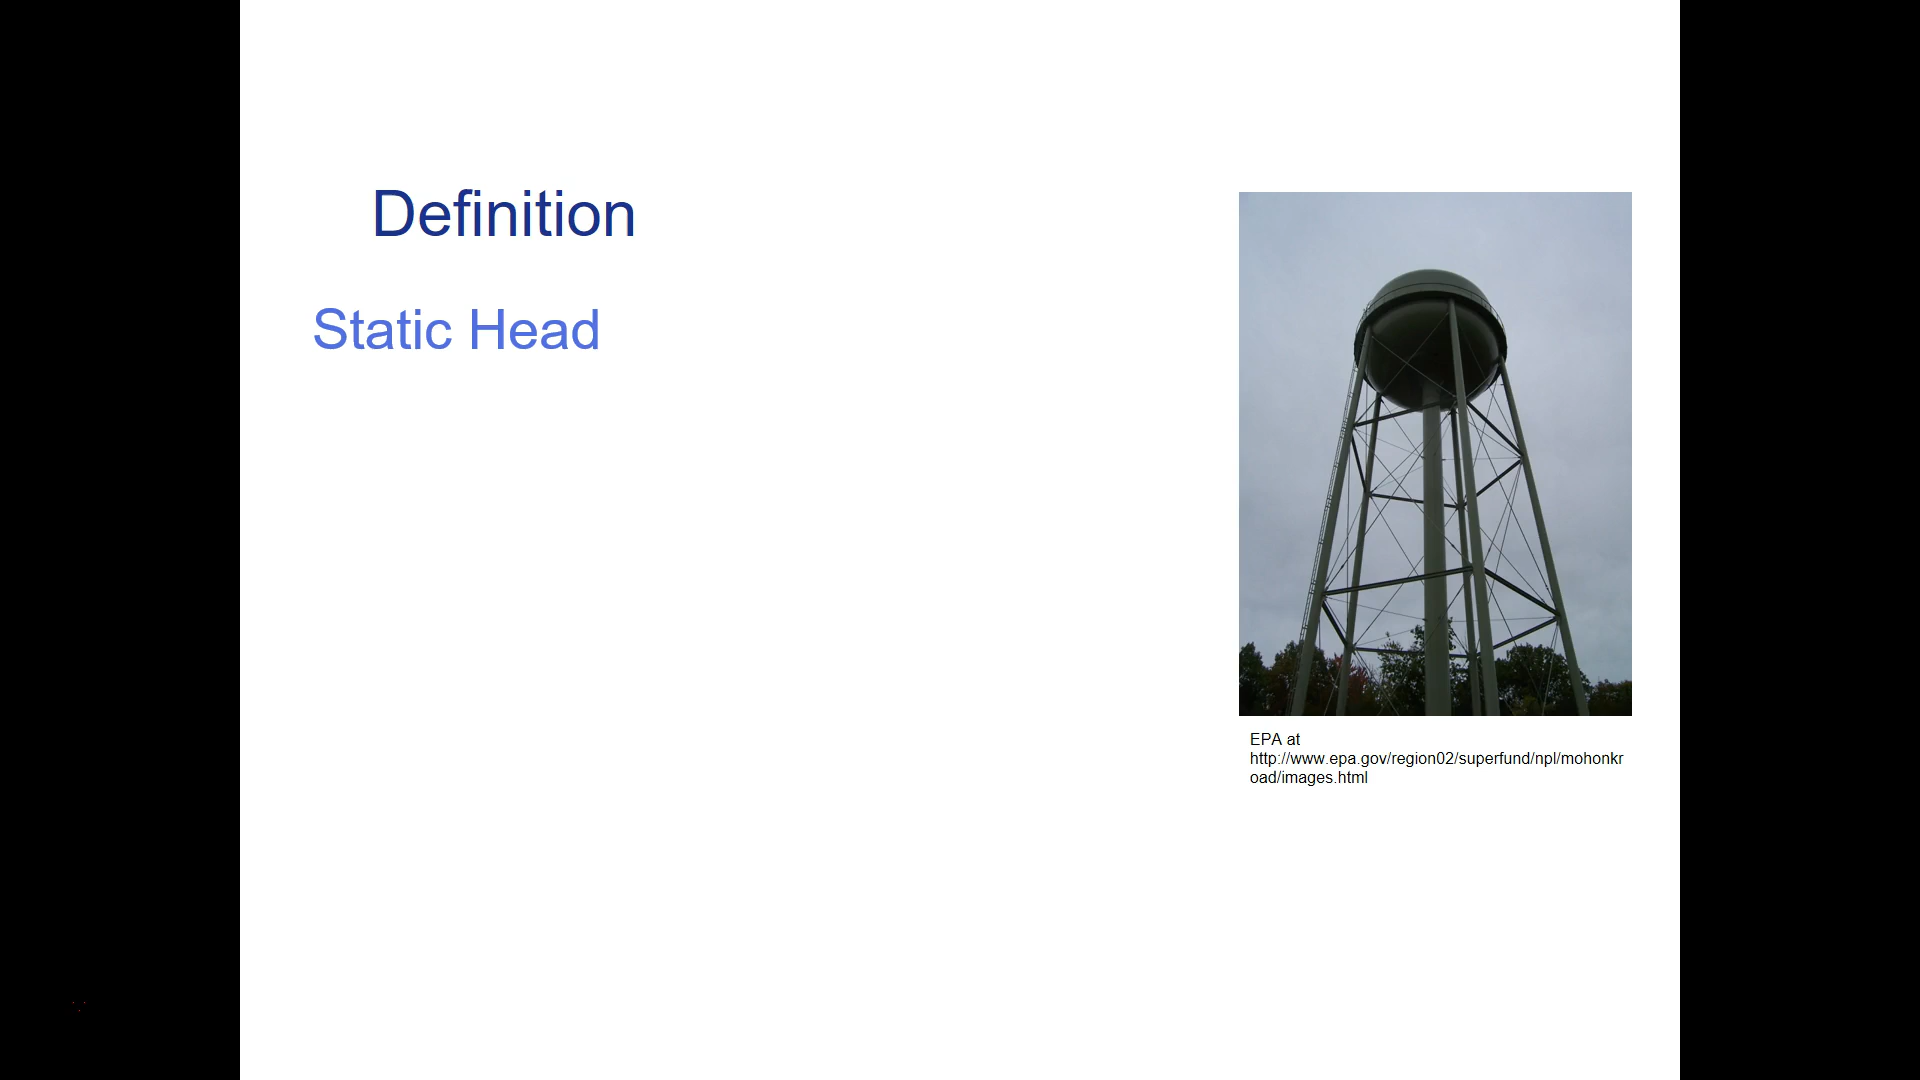 Definition
Static Head
EPA at
http://www.epa.gov/region02/superfund/npl/mohonkr
oad/images.html